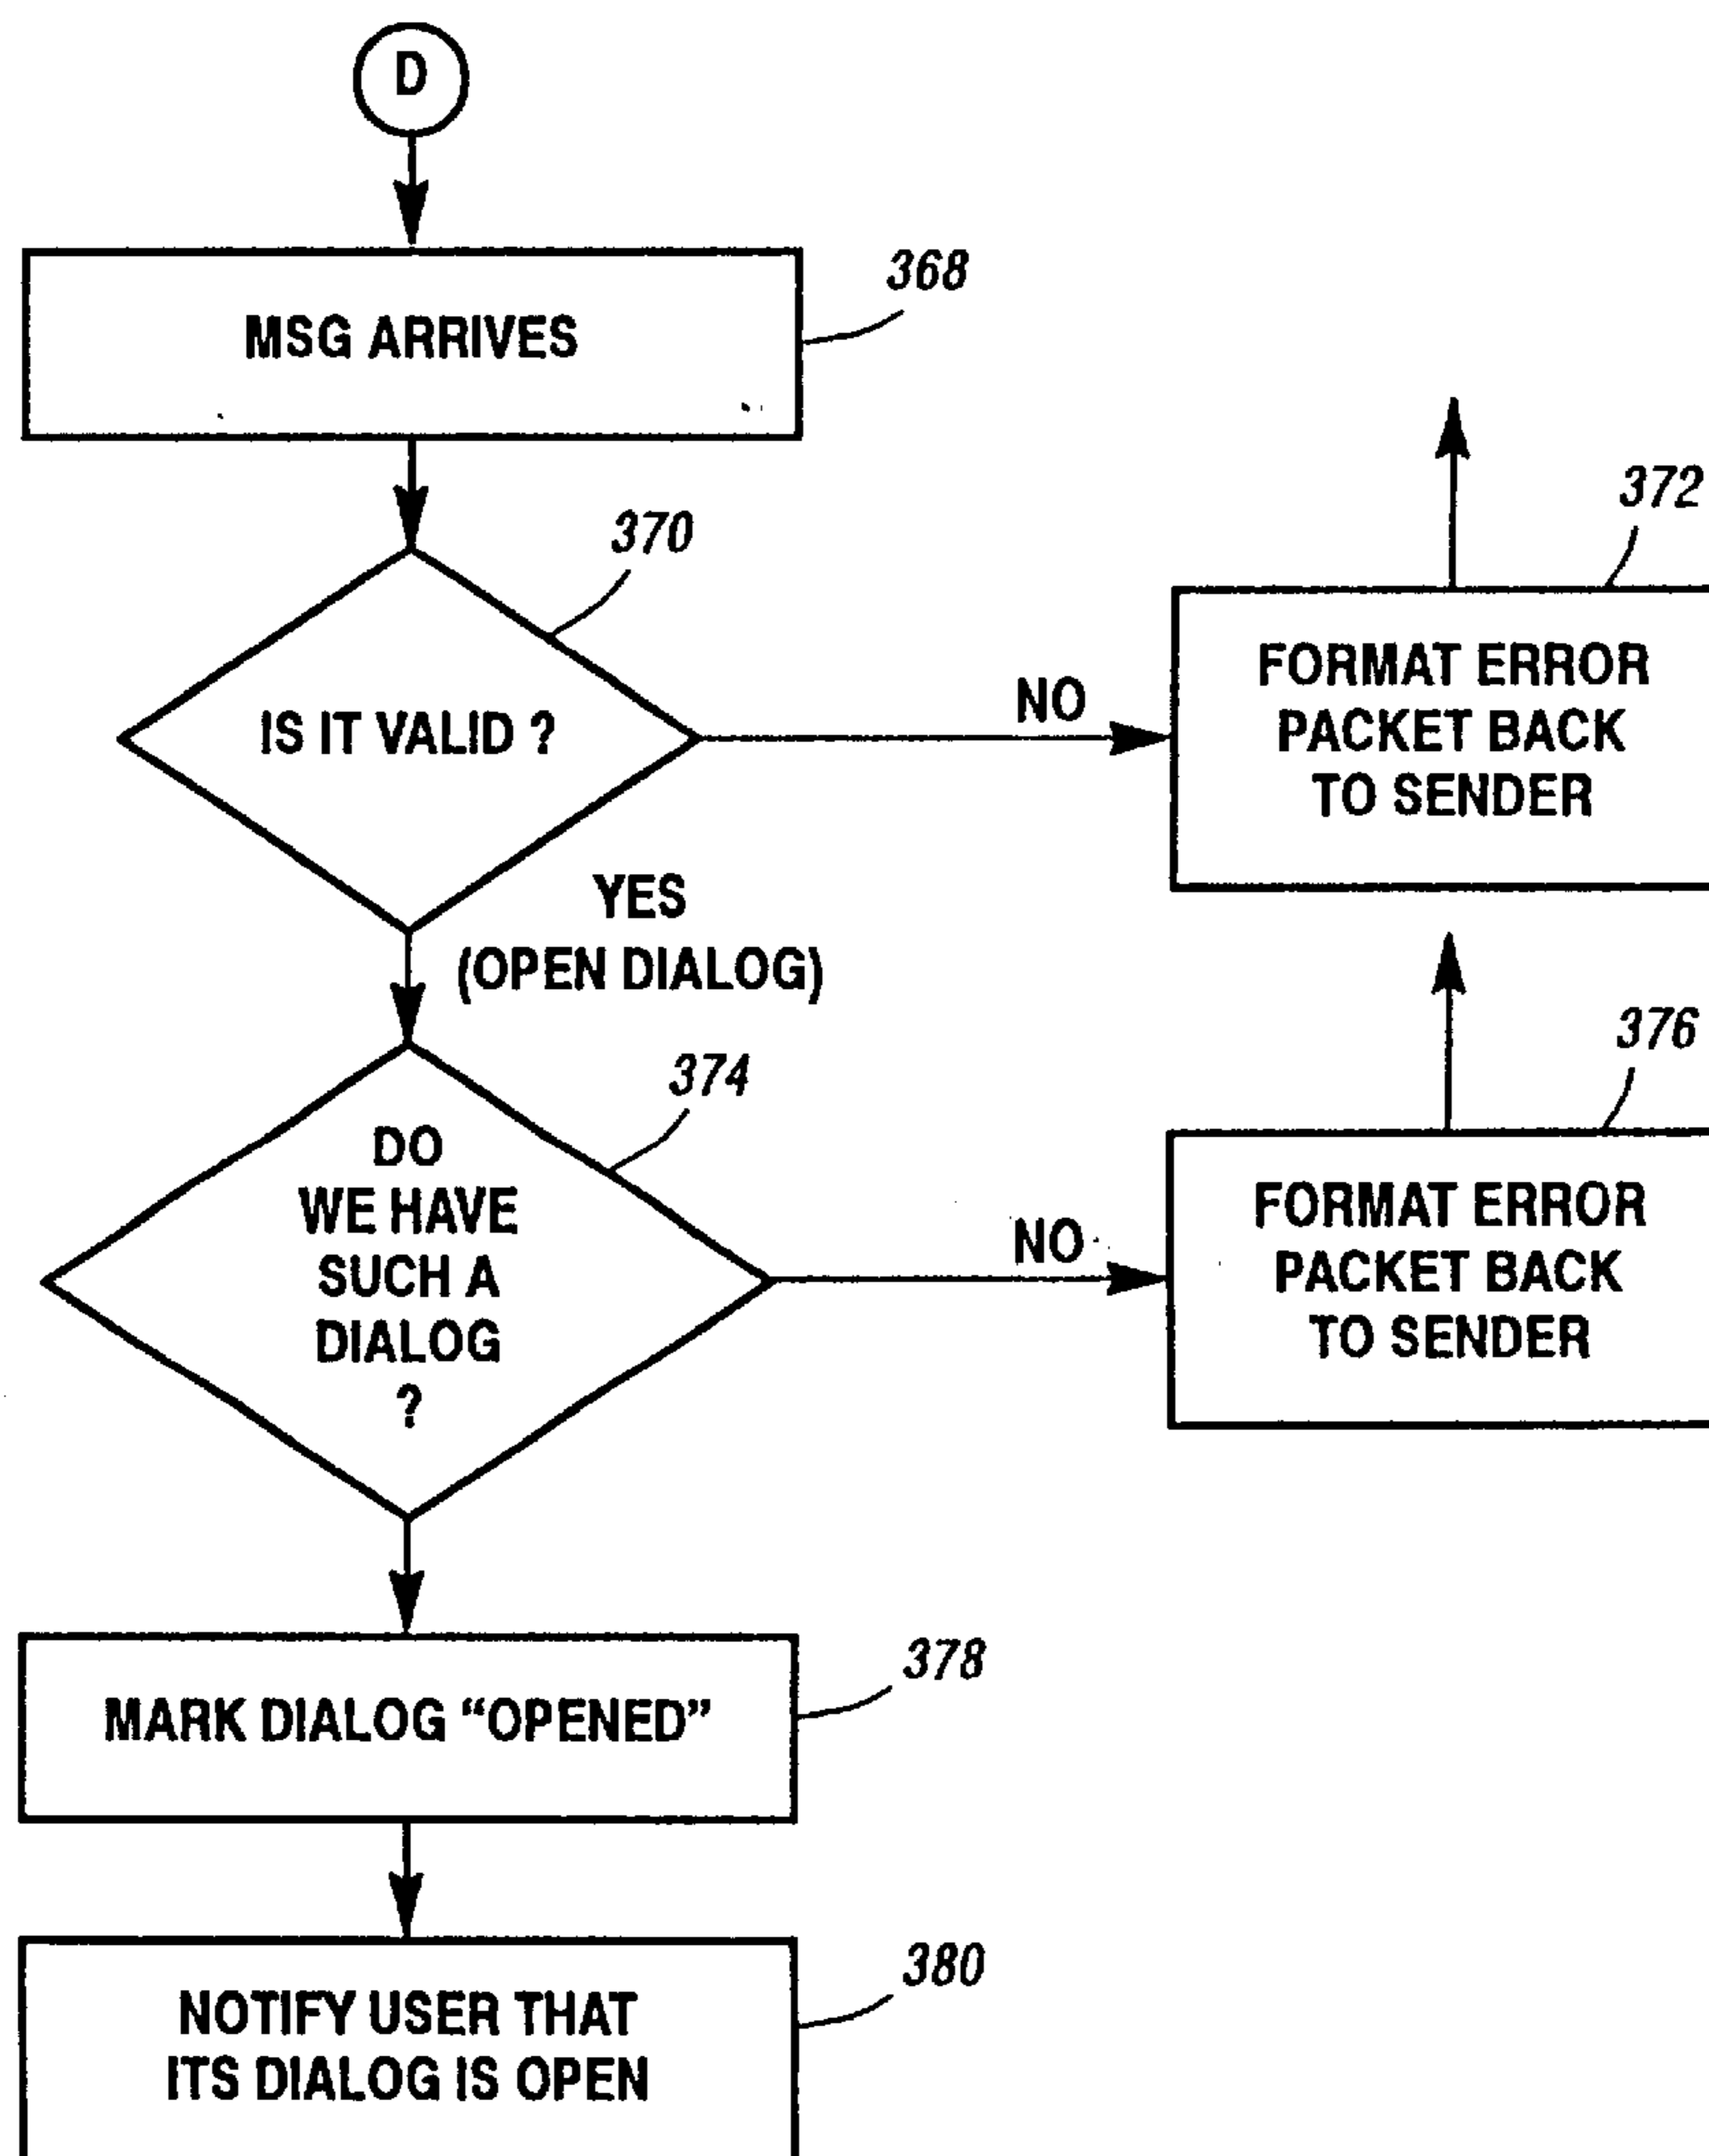 D
MSG ARRIVES
368
370
IS IT VALID ?
NO
372
FORMAT ERROR
PACKET BACK
TO SENDER
YES
(OPEN DIALOG)
374
DO
WE HAVE
SUCH A
DIALOG
?
NO
376
FORMAT ERROR
PACKET BACK
TO SENDER
378
MARK DIALOG “OPENED”
380
NOTIFY USER THAT
ITS DIALOG IS OPEN